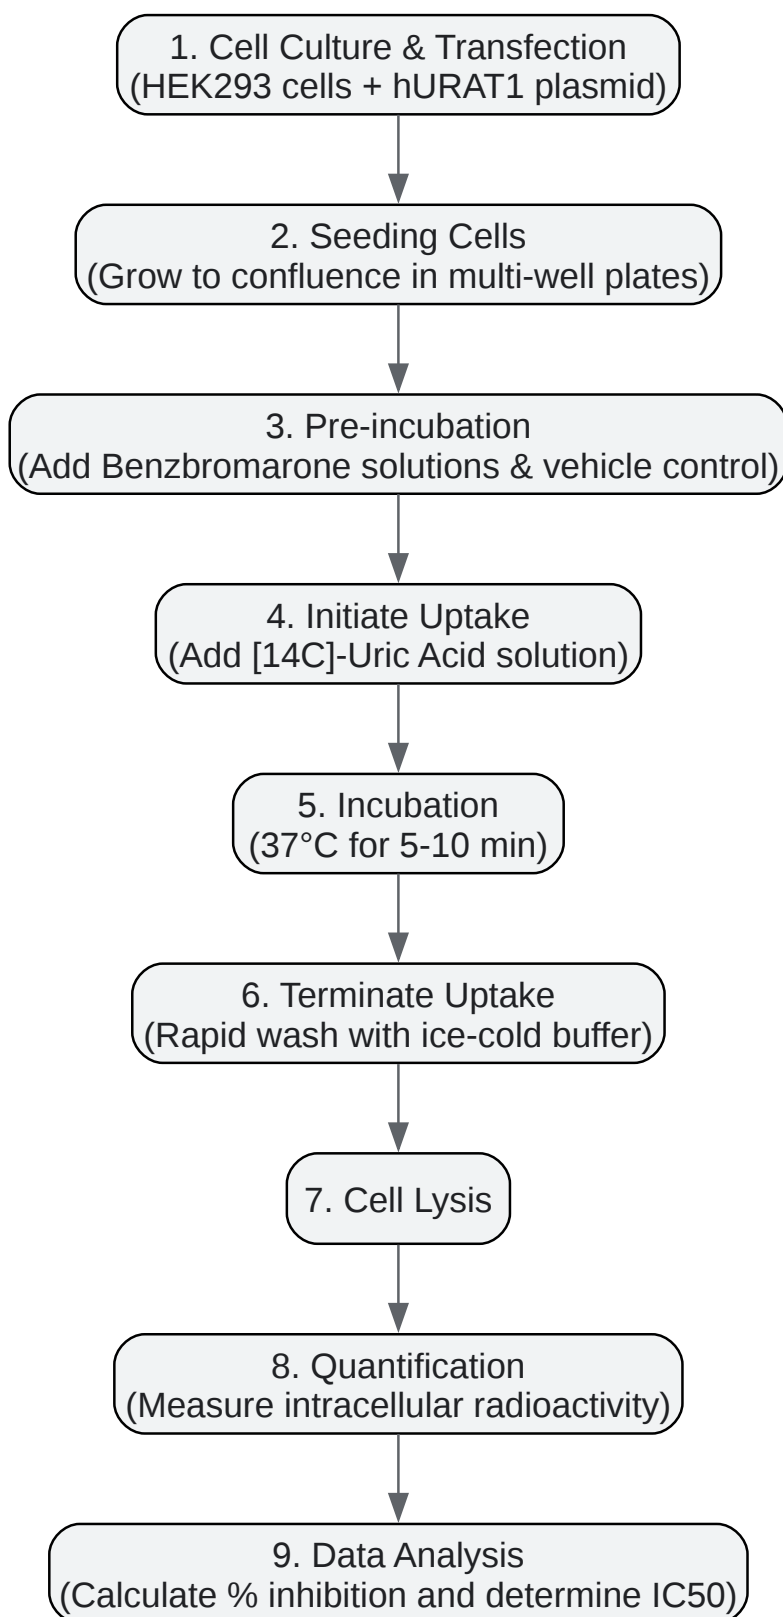 1. Cell Culture & Transfection
(HEK293 cells + hURAT1 plasmid)
2. Seeding Cells
(Grow to confluence in multi-well plates)
3. Pre-incubation
(Add Benzbromarone solutions & vehicle control)
4. Initiate Uptake
(Add [14C]-Uric Acid solution)
5. Incubation
(37°C for 5-10 min)
6. Terminate Uptake
(Rapid wash with ice-cold buffer)
7. Cell Lysis
8. Quantification
(Measure intracellular radioactivity)
9. Data Analysis
(Calculate % inhibition and determine IC50)